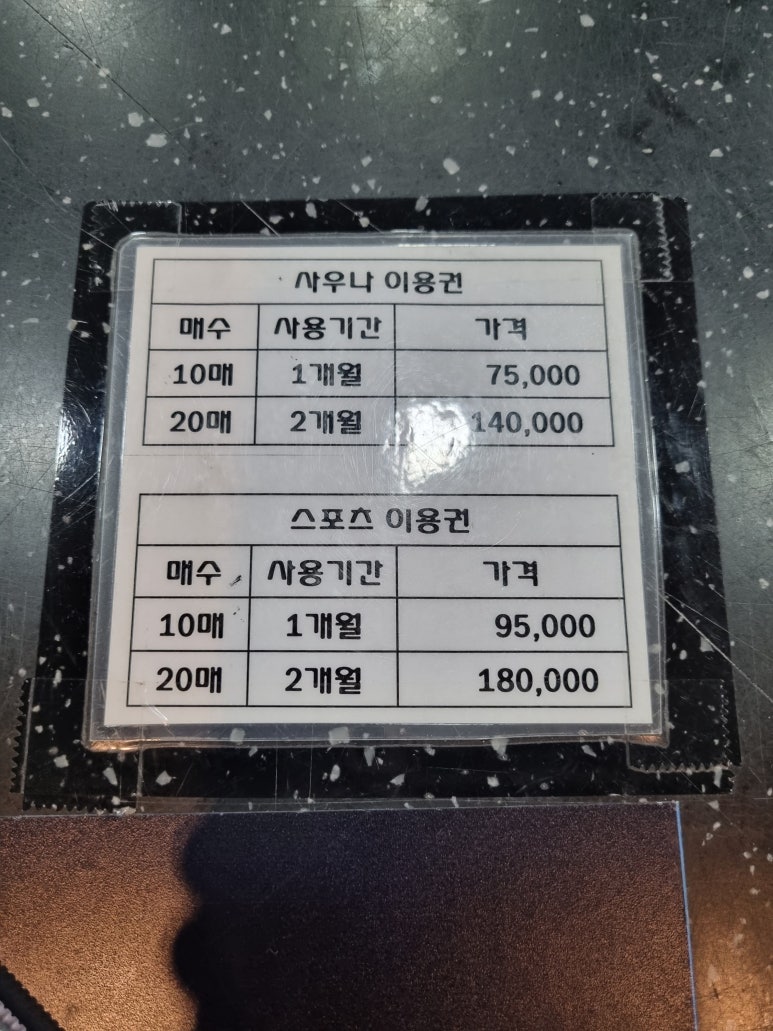 사우나 이용권
매수 사용기간 가격
10매 1개월 75,000
20매 2개월 140,000
스포츠 이용권
매수 사용기간 가격
10매 1개월 95,000
20매 2개월 180,000